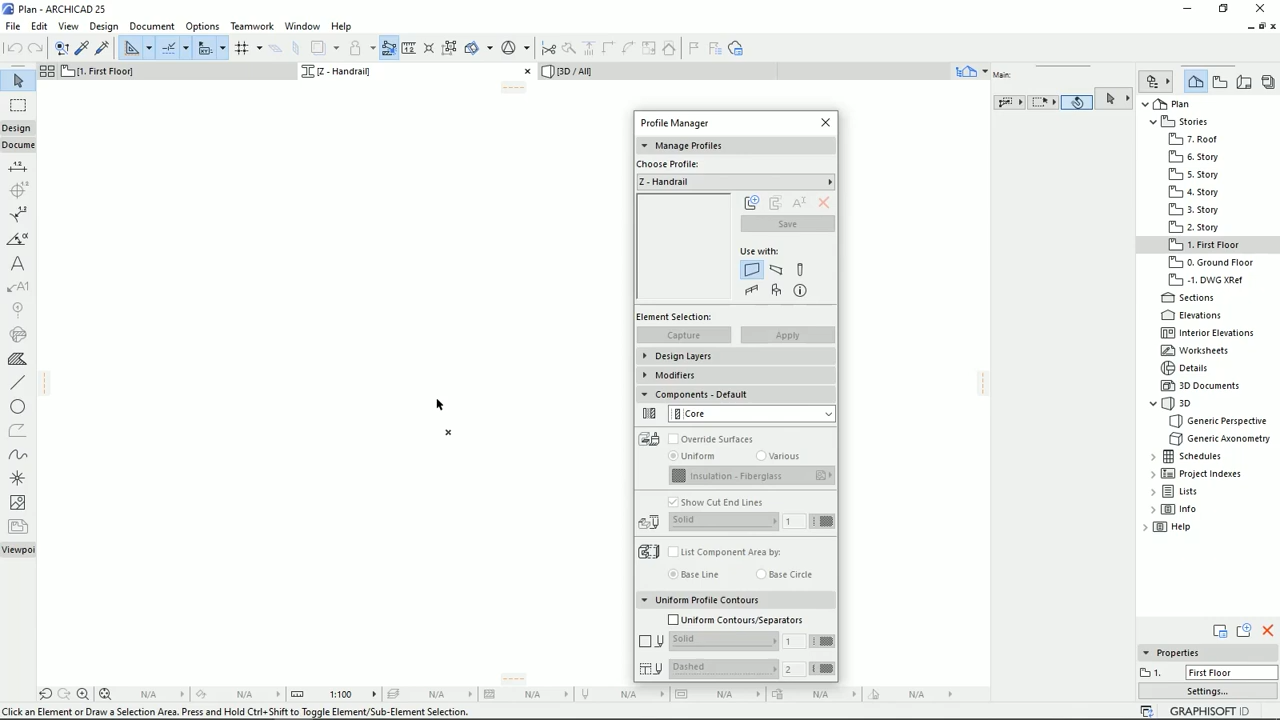 Plan - ARCHICAD 25
File Edit View Design Document Options Teamwork Window Help
[1. First Floor]
[Z - Handrail]
[3D / All]
Main:
Design
Docume
1.2
1.2
A
A1
Viewpoi
Profile Manager
Manage Profiles
Choose Profile:
Z - Handrail
Save
Use with:
Element Selection:
Capture
Apply
Design Layers
Modifiers
Components - Default
Core
Override Surfaces
Uniform
Various
Insulation - Fiberglass
Show Cut End Lines
Solid
1
List Component Area by:
Base Line
Base Circle
Uniform Profile Contours
Uniform Contours/Separators
Solid
1
Dashed
2
Plan
Stories
7. Roof
6. Story
5. Story
4. Story
3. Story
2. Story
1. First Floor
0. Ground Floor
-1. DWG XRef
Sections
Elevations
Interior Elevations
Worksheets
Details
3D Documents
3D
Generic Perspective
Generic Axonometry
Schedules
Project Indexes
Lists
Info
Help
Properties
1.
First Floor
Settings...
N/A N/A 1:100 N/A N/A N/A N/A N/A N/A
Click an Element or Draw a Selection Area. Press and Hold Ctrl+Shift to Toggle Element/Sub-Element Selection.
GRAPHISOFT ID